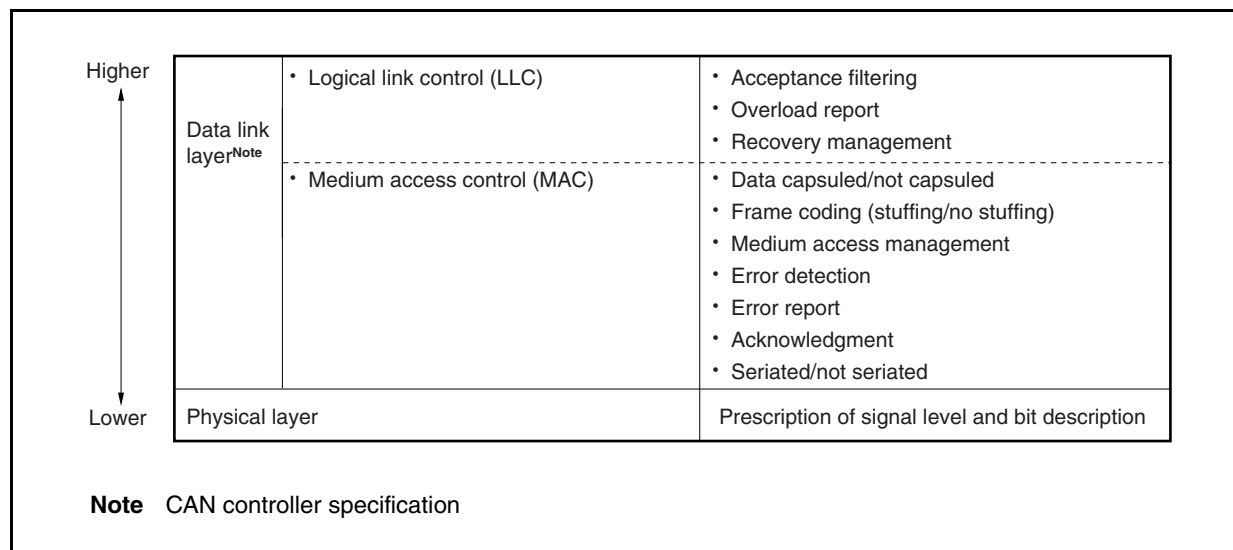 Higher
Data link
layerNote
• Logical link control (LLC)
• Acceptance filtering
• Overload report
• Recovery management
• Medium access control (MAC)
• Data capsuled/not capsuled
• Frame coding (stuffing/no stuffing)
• Medium access management
• Error detection
• Error report
• Acknowledgment
• Seriated/not seriated
Lower
Physical layer
Prescription of signal level and bit description
Note CAN controller specification